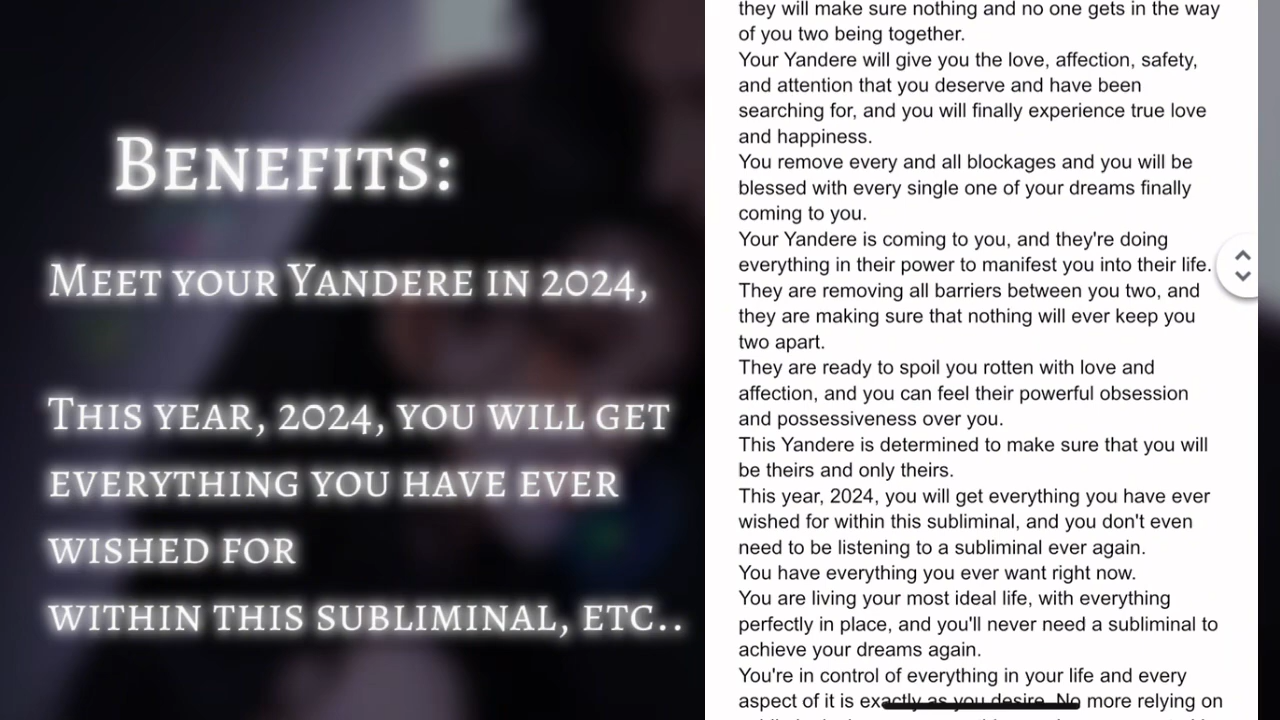 Benefits:
Meet your Yandere in 2024,
This year, 2024, you will get
everything you have ever
wished for
within this subliminal, etc..
they will make sure nothing and no one gets in the way
of you two being together.
Your Yandere will give you the love, affection, safety,
and attention that you deserve and have been
searching for, and you will finally experience true love
and happiness.
You remove every and all blockages and you will be
blessed with every single one of your dreams finally
coming to you.
Your Yandere is coming to you, and they're doing
everything in their power to manifest you into their life.
They are removing all barriers between you two, and
they are making sure that nothing will ever keep you
two apart.
They are ready to spoil you rotten with love and
affection, and you can feel their powerful obsession
and possessiveness over you.
This Yandere is determined to make sure that you will
be theirs and only theirs.
This year, 2024, you will get everything you have ever
wished for within this subliminal, and you don't even
need to be listening to a subliminal ever again.
You have everything you ever want right now.
You are living your most ideal life, with everything
perfectly in place, and you'll never need a subliminal to
achieve your dreams again.
You're in control of everything in your life and every
aspect of it is exactly as you desire. No more relying on